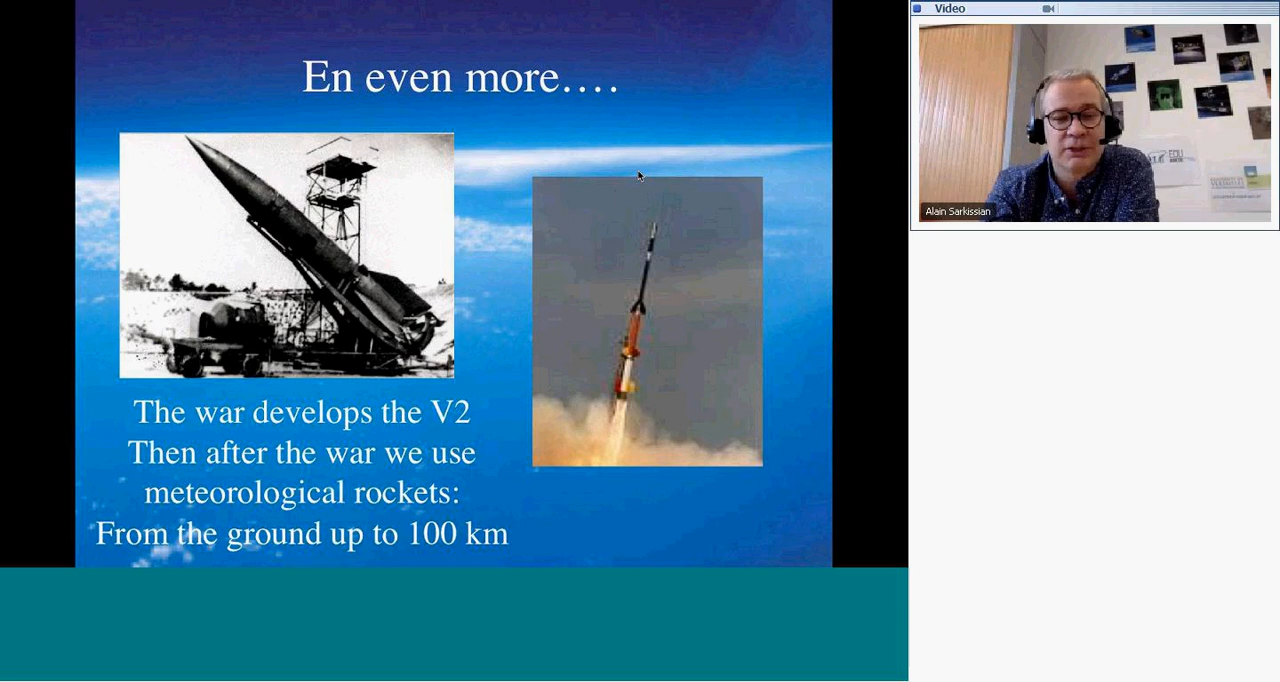 En even more….
The war develops the V2
Then after the war we use
meteorological rockets:
From the ground up to 100 km
Video
Alain Sarkissian
EDU